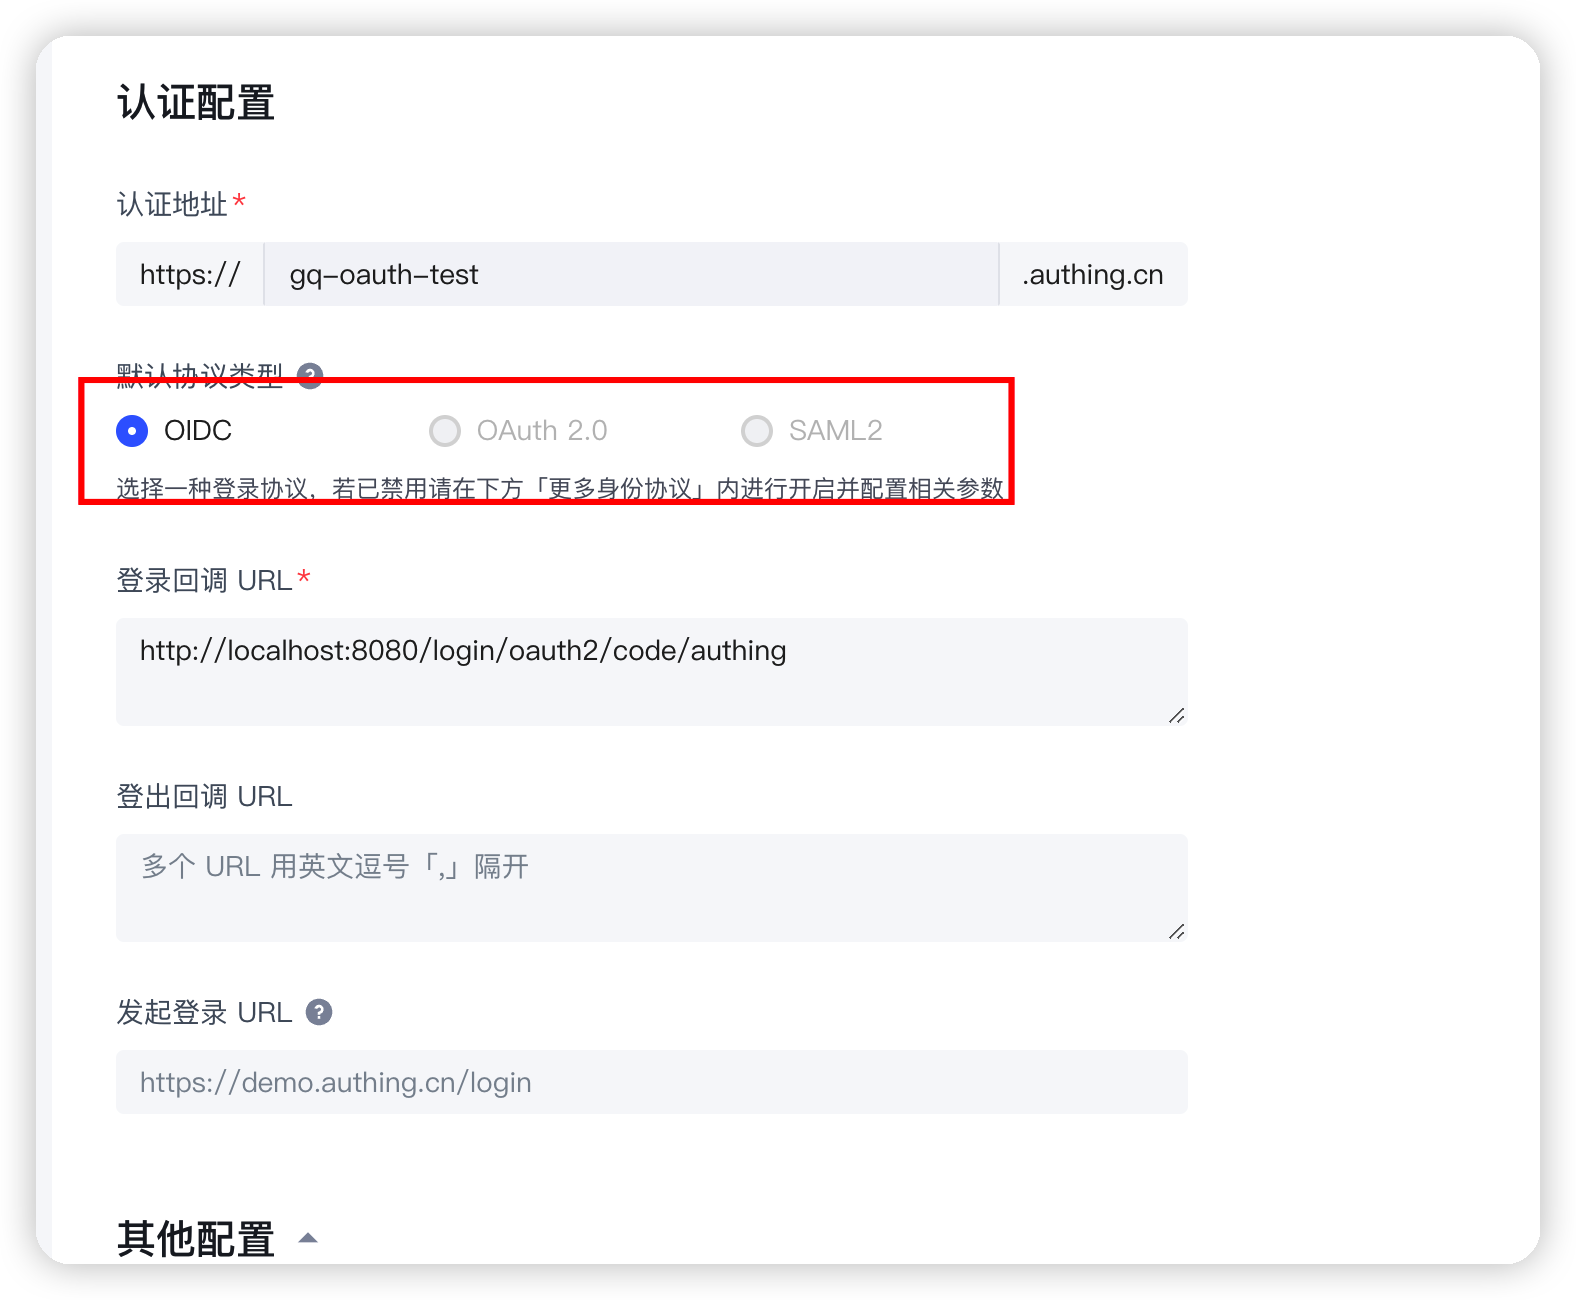 认证配置
认证地址*
https:// gq-oauth-test .authing.cn
默认协议类型 ?
OIDC OAuth 2.0 SAML2
选择一种登录协议，若已禁用请在下方「更多身份协议」内进行开启并配置相关参数
登录回调 URL*
http://localhost:8080/login/oauth2/code/authing
登出回调 URL
多个 URL 用英文逗号「,」隔开
发起登录 URL ?
https://demo.authing.cn/login
其他配置